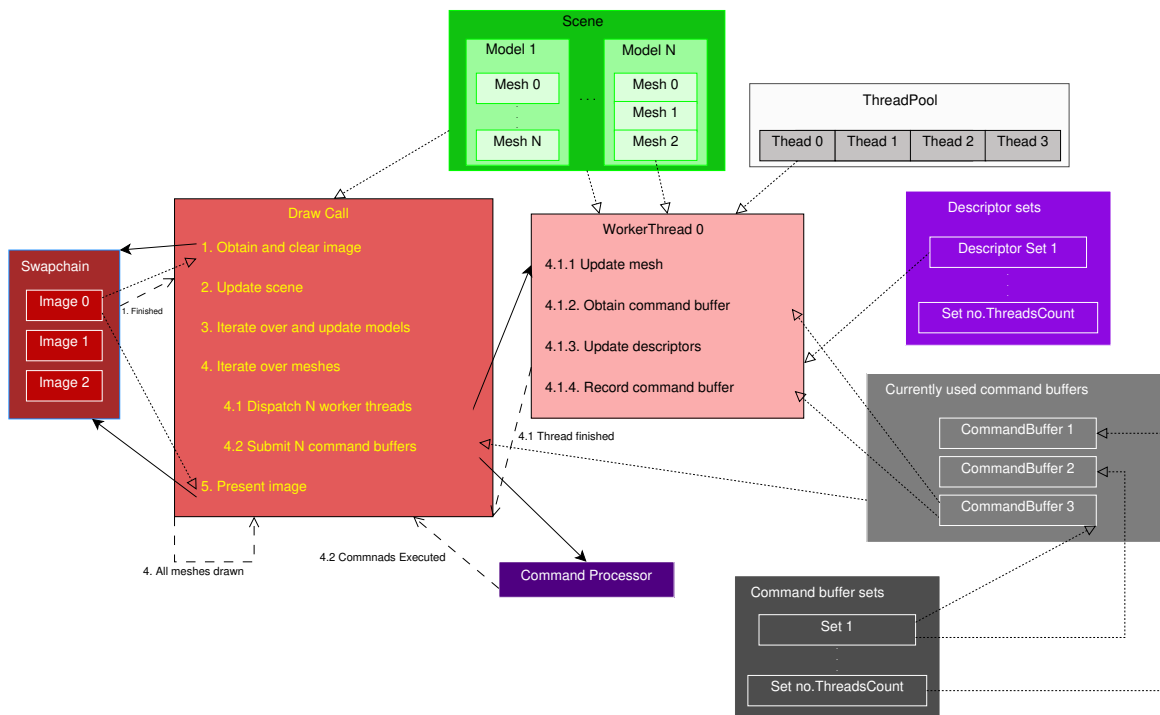 Scene
Model 1
Mesh 0
Mesh N
. . .
Model N
Mesh 0
Mesh 1
Mesh 2
ThreadPool
Thead 0
Thead 1
Thead 2
Thead 3
Draw Call
1. Obtain and clear image
2. Update scene
3. Iterate over and update models
4. Iterate over meshes
4.1 Dispatch N worker threads
4.2 Submit N command buffers
5. Present image
Swapchain
Image 0
Image 1
Image 2
1. Finished
WorkerThread 0
4.1.1 Update mesh
4.1.2. Obtain command buffer
4.1.3. Update descriptors
4.1.4. Record command buffer
4.1 Thread finished
Descriptor sets
Descriptor Set 1
Set no.ThreadsCount
Currently used command buffers
CommandBuffer 1
CommandBuffer 2
CommandBuffer 3
4. All meshes drawn
4.2 Commnads Executed
Command Processor
Command buffer sets
Set 1
Set no.ThreadsCount